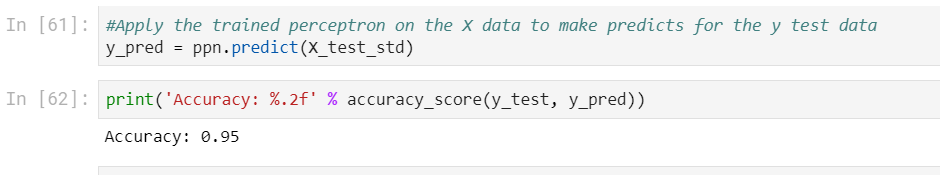 In [61]: #Apply the trained perceptron on the X data to make predicts for the y test data
y_pred = ppn.predict(X_test_std)
In [62]: print('Accuracy: %.2f' % accuracy_score(y_test, y_pred))
Accuracy: 0.95